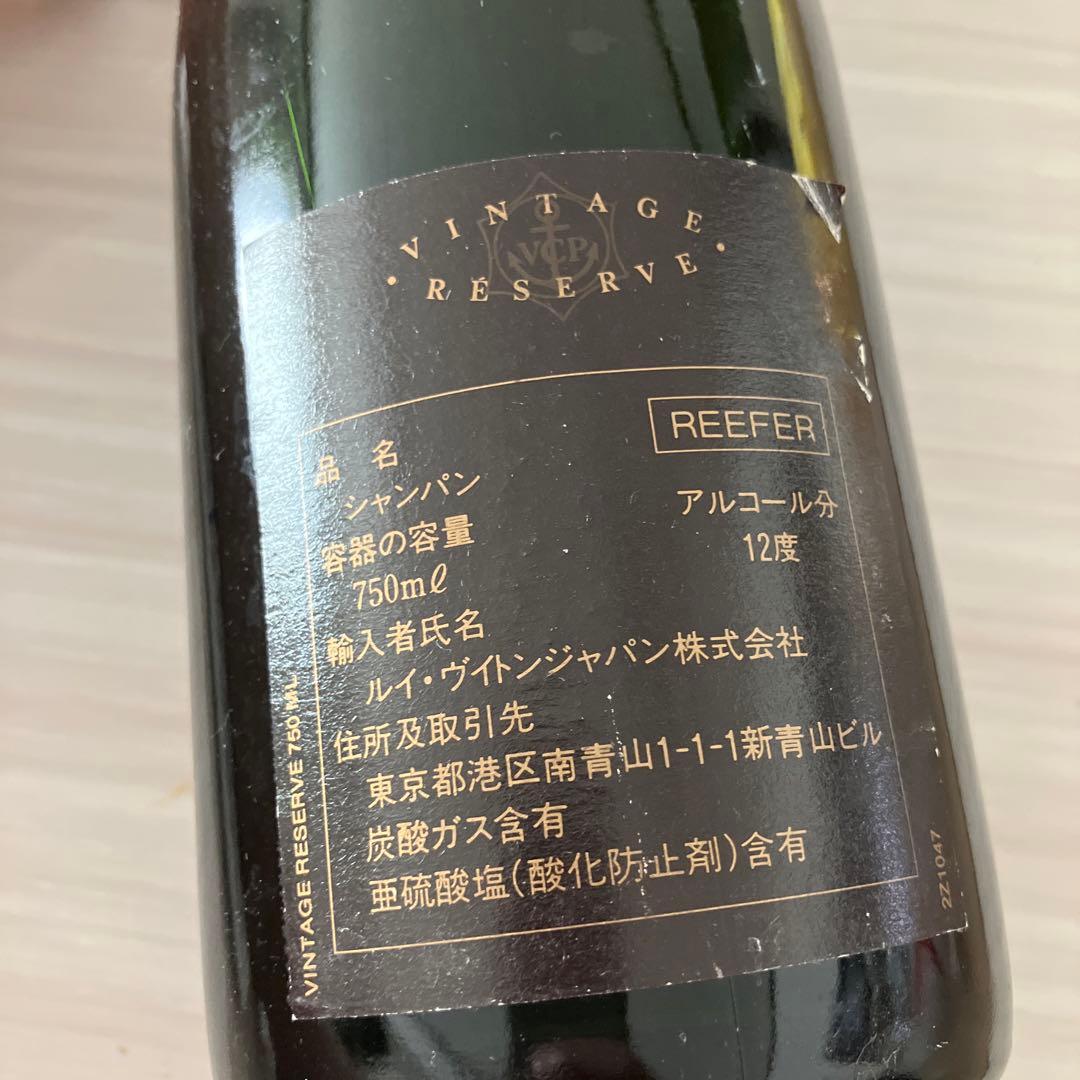 VINTAGE
VCP
· RÉSERVE ·
REEFER
品 名
シャンパン
アルコール分
12度
容器の容量
750mℓ
輸入者氏名
ルイ・ヴイトンジャパン株式会社
住所及取引先
東京都港区南青山1-1-1新青山ビル
炭酸ガス含有
亜硫酸塩(酸化防止剤)含有
VINTAGE RESERVE 750 ML
2Z1047